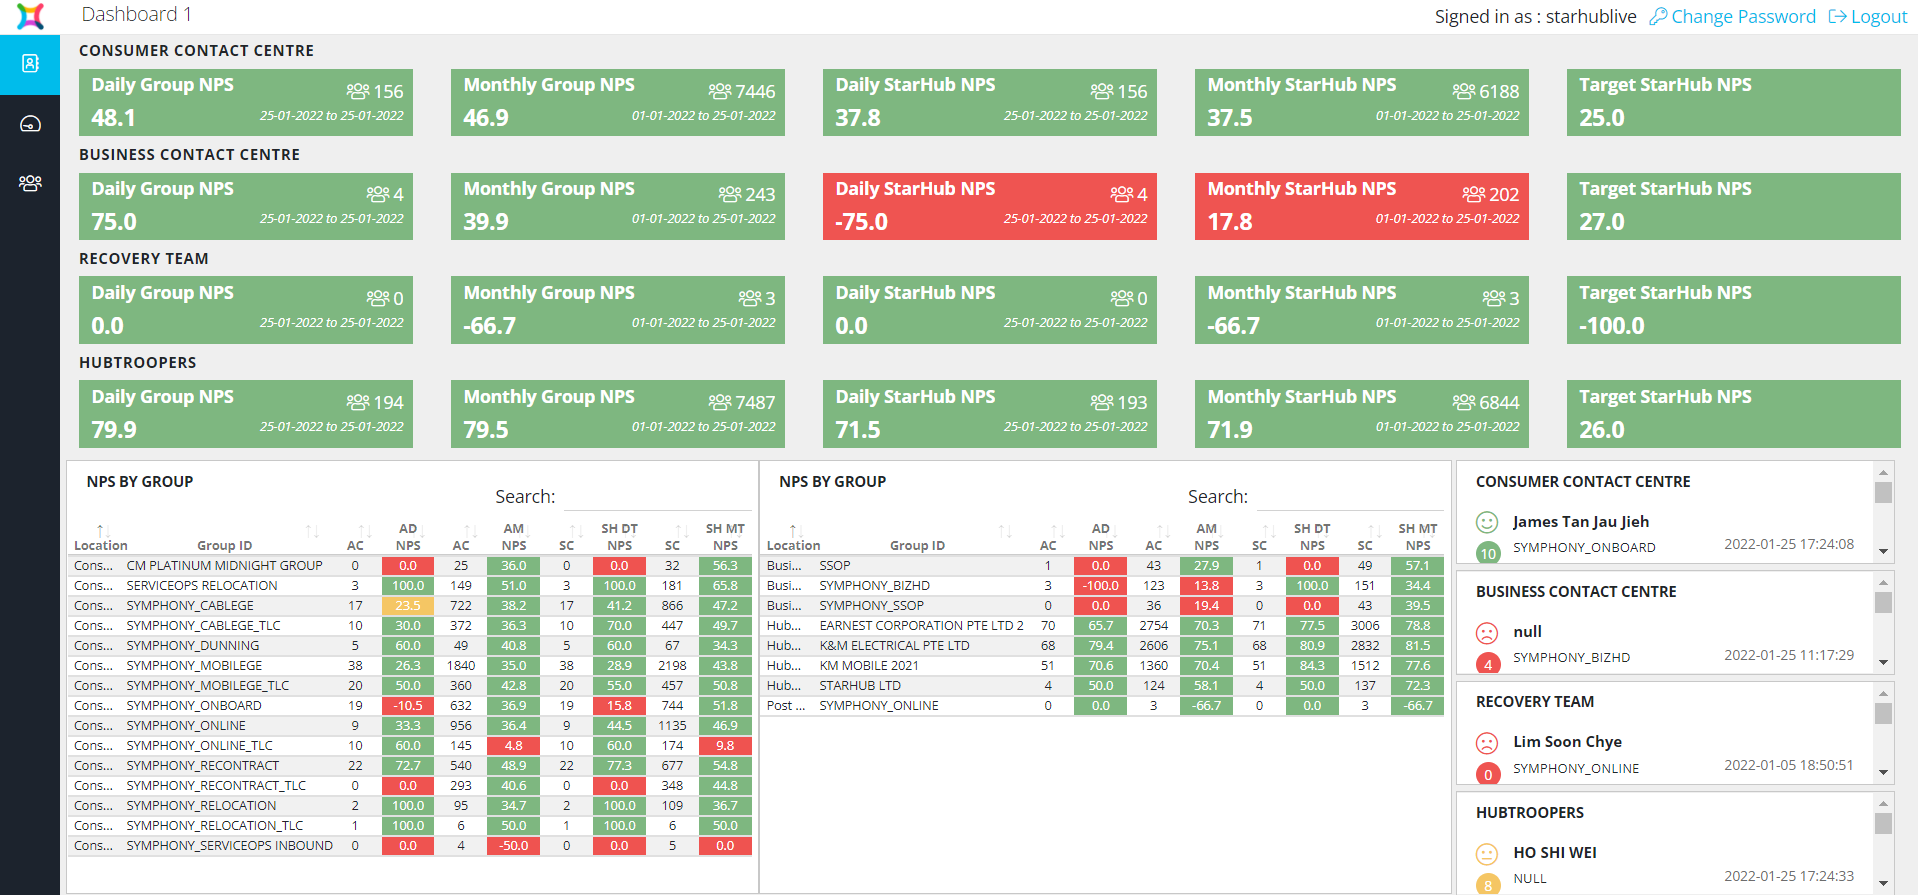 Dashboard 1
Signed in as : starhublive Change Password Logout
CONSUMER CONTACT CENTRE
Daily Group NPS 156
48.1 25-01-2022 to 25-01-2022
Monthly Group NPS 7446
46.9 01-01-2022 to 25-01-2022
Daily StarHub NPS 156
37.8 25-01-2022 to 25-01-2022
Monthly StarHub NPS 6188
37.5 01-01-2022 to 25-01-2022
Target StarHub NPS
25.0
BUSINESS CONTACT CENTRE
Daily Group NPS 4
75.0 25-01-2022 to 25-01-2022
Monthly Group NPS 243
39.9 01-01-2022 to 25-01-2022
Daily StarHub NPS 4
-75.0 25-01-2022 to 25-01-2022
Monthly StarHub NPS 202
17.8 01-01-2022 to 25-01-2022
Target StarHub NPS
27.0
RECOVERY TEAM
Daily Group NPS 0
0.0 25-01-2022 to 25-01-2022
Monthly Group NPS 3
-66.7 01-01-2022 to 25-01-2022
Daily StarHub NPS 0
0.0 25-01-2022 to 25-01-2022
Monthly StarHub NPS 3
-66.7 01-01-2022 to 25-01-2022
Target StarHub NPS
-100.0
HUBTROOPERS
Daily Group NPS 194
79.9 25-01-2022 to 25-01-2022
Monthly Group NPS 7487
79.5 01-01-2022 to 25-01-2022
Daily StarHub NPS 193
71.5 25-01-2022 to 25-01-2022
Monthly StarHub NPS 6844
71.9 01-01-2022 to 25-01-2022
Target StarHub NPS
26.0
NPS BY GROUP
Search:
Location Group ID AC AD NPS AC AM NPS SC SH DT NPS SC SH MT NPS
Cons... CM PLATINUM MIDNIGHT GROUP 0 0.0 25 36.0 0 0.0 32 56.3
Cons... SERVICEOPS RELOCATION 3 100.0 149 51.0 3 100.0 181 65.8
Cons... SYMPHONY_CABLEGE 17 23.5 722 38.2 17 41.2 866 47.2
Cons... SYMPHONY_CABLEGE_TLC 10 30.0 372 36.3 10 70.0 447 49.7
Cons... SYMPHONY_DUNNING 5 60.0 49 40.8 5 60.0 67 34.3
Cons... SYMPHONY_MOBILEGE 38 26.3 1840 35.0 38 28.9 2198 43.8
Cons... SYMPHONY_MOBILEGE_TLC 20 50.0 360 42.8 20 55.0 457 50.8
Cons... SYMPHONY_ONBOARD 19 -10.5 632 36.9 19 15.8 744 51.8
Cons... SYMPHONY_ONLINE 9 33.3 956 36.4 9 44.5 1135 46.9
Cons... SYMPHONY_ONLINE_TLC 10 60.0 145 4.8 10 60.0 174 9.8
Cons... SYMPHONY_RECONTRACT 22 72.7 540 48.9 22 77.3 677 54.8
Cons... SYMPHONY_RECONTRACT_TLC 0 0.0 293 40.6 0 0.0 348 44.8
Cons... SYMPHONY_RELOCATION 2 100.0 95 34.7 2 100.0 109 36.7
Cons... SYMPHONY_RELOCATION_TLC 1 100.0 6 50.0 1 100.0 6 50.0
Cons... SYMPHONY_SERVICEOPS INBOUND 0 0.0 4 -50.0 0 0.0 5 0.0
NPS BY GROUP
Search:
Location Group ID AC AD NPS AC AM NPS SC SH DT NPS SC SH MT NPS
Busi... SSOP 1 0.0 43 27.9 1 0.0 49 57.1
Busi... SYMPHONY_BIZHD 3 -100.0 123 13.8 3 100.0 151 34.4
Busi... SYMPHONY_SSOP 0 0.0 36 19.4 0 0.0 43 39.5
Hub... EARNEST CORPORATION PTE LTD 2 70 65.7 2754 70.3 71 77.5 3006 78.8
Hub... K&M ELECTRICAL PTE LTD 68 79.4 2606 75.1 68 80.9 2832 81.5
Hub... KM MOBILE 2021 51 70.6 1360 70.4 51 84.3 1512 77.6
Hub... STARHUB LTD 4 50.0 124 58.1 4 50.0 137 72.3
Post ... SYMPHONY_ONLINE 0 0.0 3 -66.7 0 0.0 3 -66.7
CONSUMER CONTACT CENTRE
James Tan Jau Jieh
10 SYMPHONY_ONBOARD 2022-01-25 17:24:08
BUSINESS CONTACT CENTRE
null
4 SYMPHONY_BIZHD 2022-01-25 11:17:29
RECOVERY TEAM
Lim Soon Chye
0 SYMPHONY_ONLINE 2022-01-05 18:50:51
HUBTROOPERS
HO SHI WEI
8 NULL 2022-01-25 17:24:33